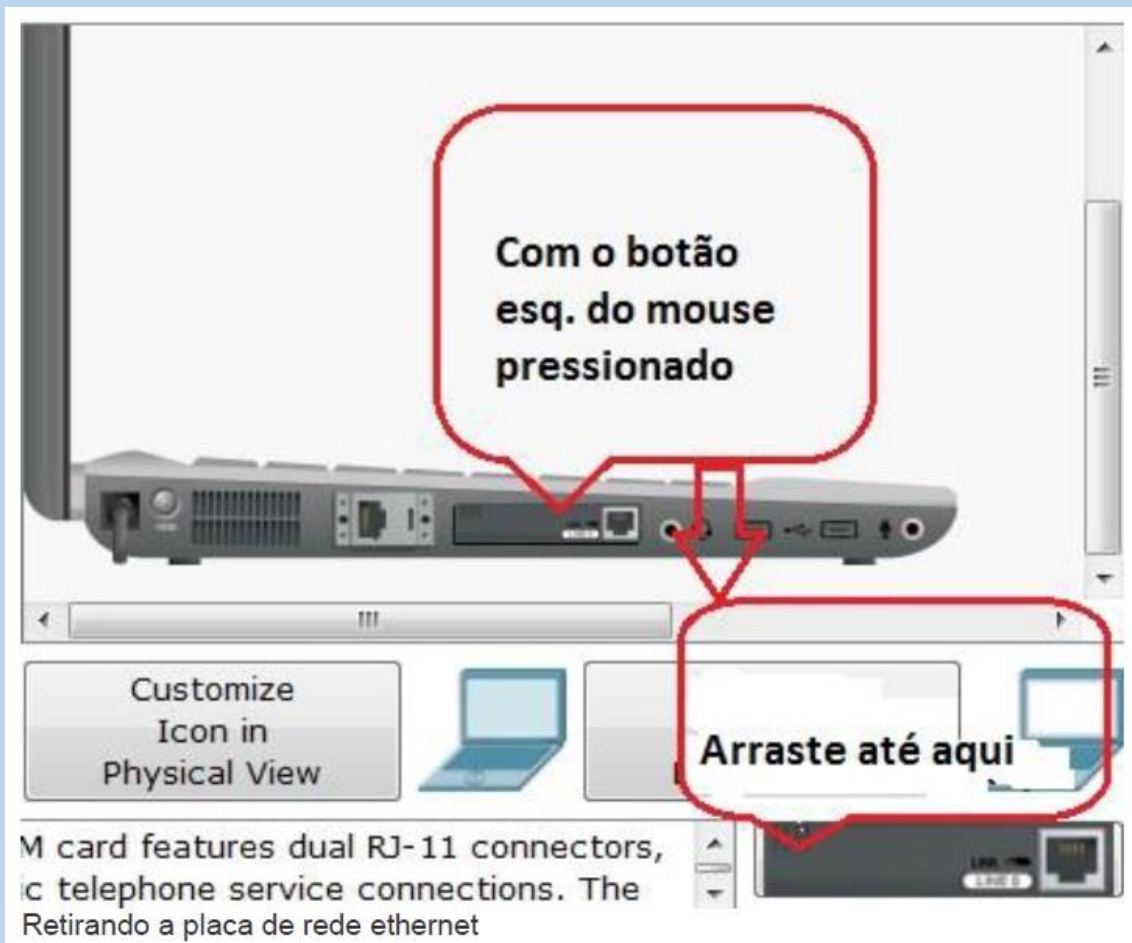 Com o botão
esq. do mouse
pressionado
Customize
Icon in
Physical View
Arraste até aqui
M card features dual RJ-11 connectors,
ic telephone service connections. The
Retirando a placa de rede ethernet